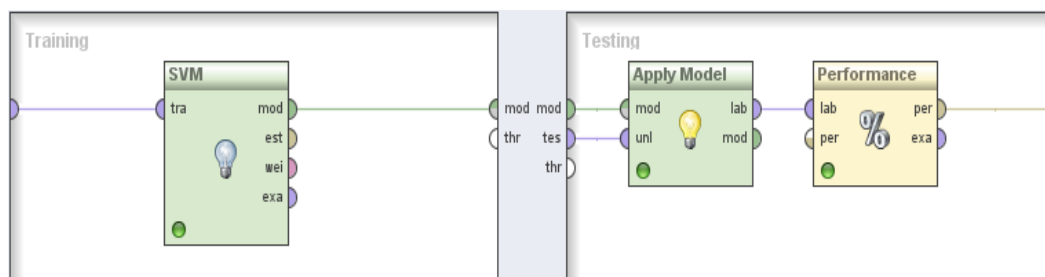 Training
SVM
tra
mod
est
wei
exa
mod
thr
mod
tes
thr
Testing
Apply Model
mod
unl
lab
mod
Performance
%
lab
per
per
exa